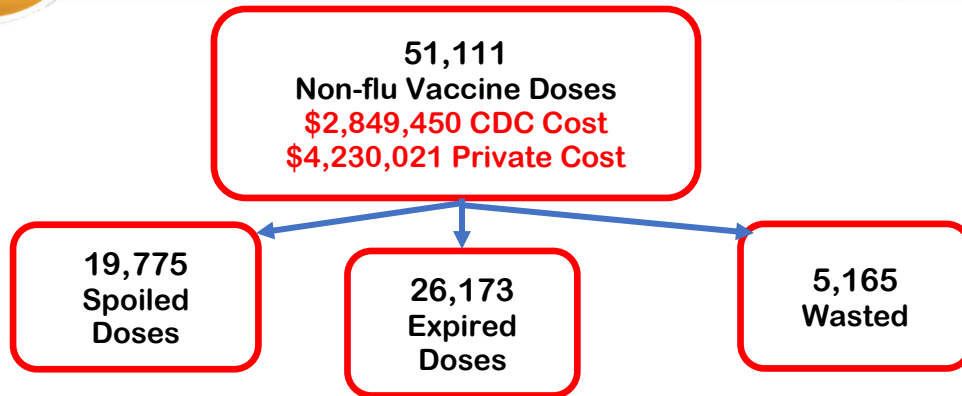 51,111
Non-flu Vaccine Doses
$2,849,450 CDC Cost
$4,230,021 Private Cost
19,775
Spoiled
Doses
26,173
Expired
Doses
5,165
Wasted